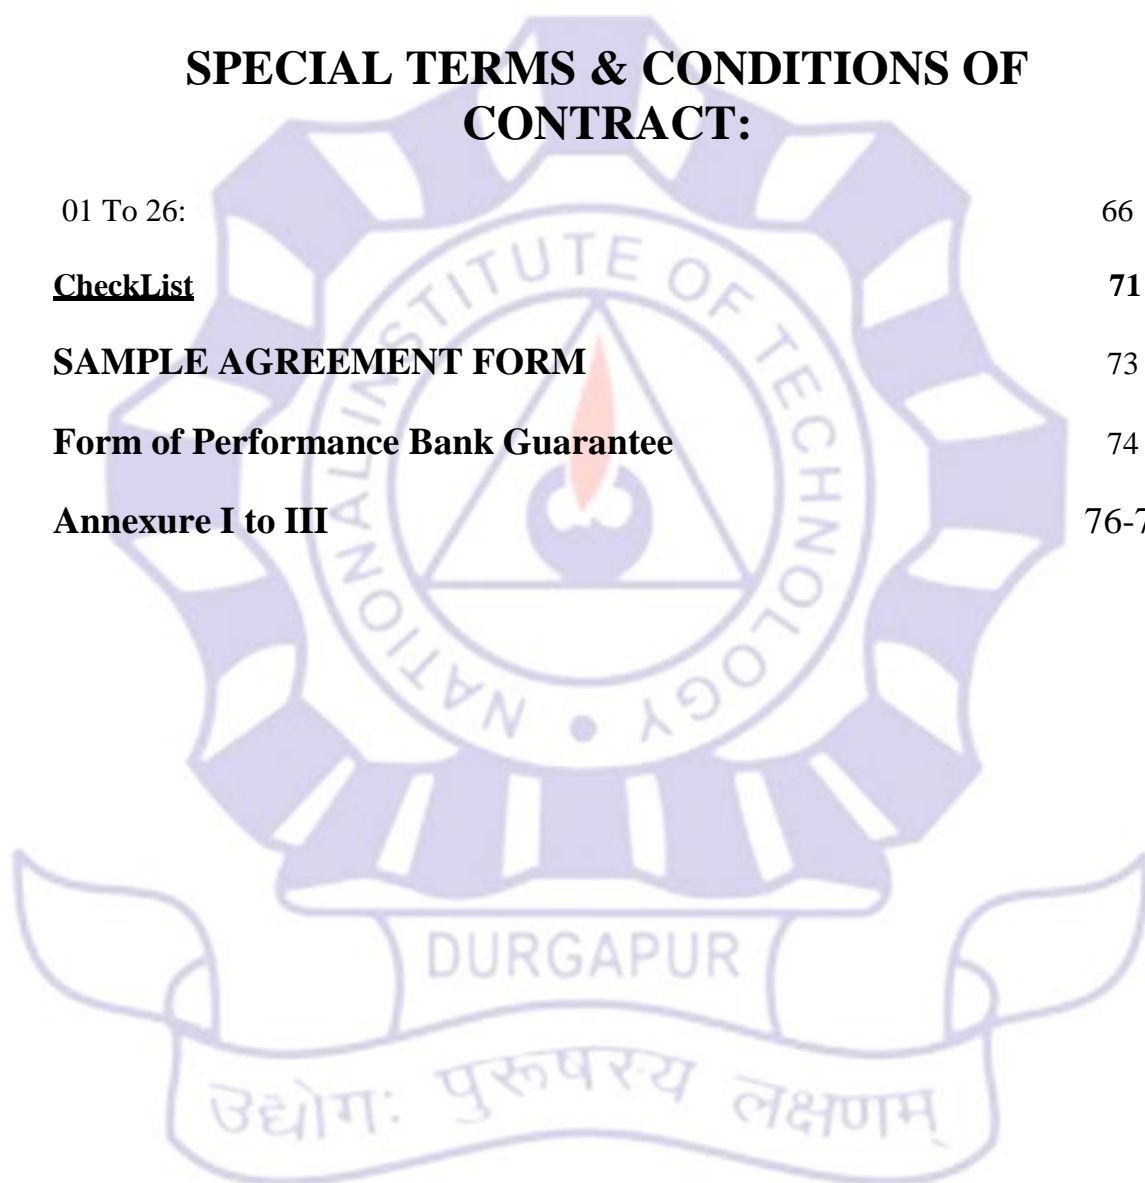 SPECIAL TERMS & CONDITIONS OF
CONTRACT:
01 To 26: 66
CheckList 71
SAMPLE AGREEMENT FORM 73
Form of Performance Bank Guarantee 74
Annexure I to III 76-7
NATIONAL INSTITUTE OF TECHNOLOGY
DURGAPUR
उद्योगः पुरूषस्य लक्षणम्